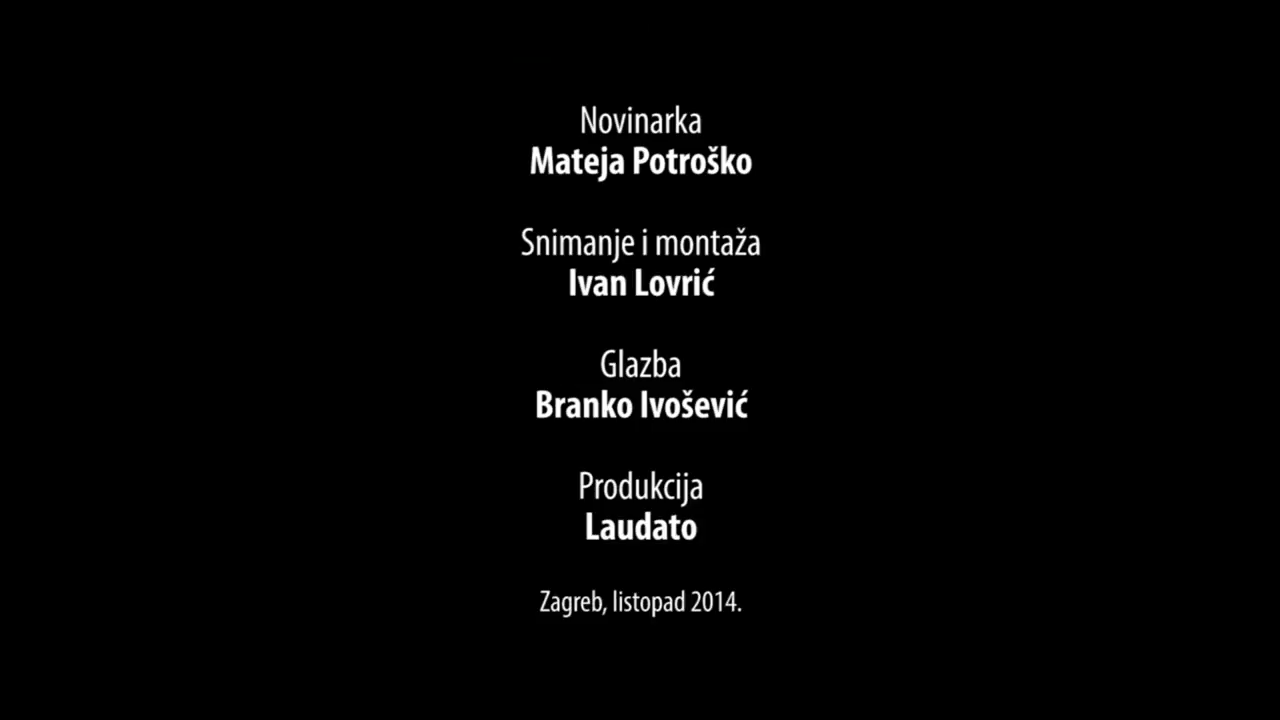 Novinarka
Mateja Potroško
Snimanje i montaža
Ivan Lovrić
Glazba
Branko Ivošević
Produkcija
Laudato
Zagreb, listopad 2014.